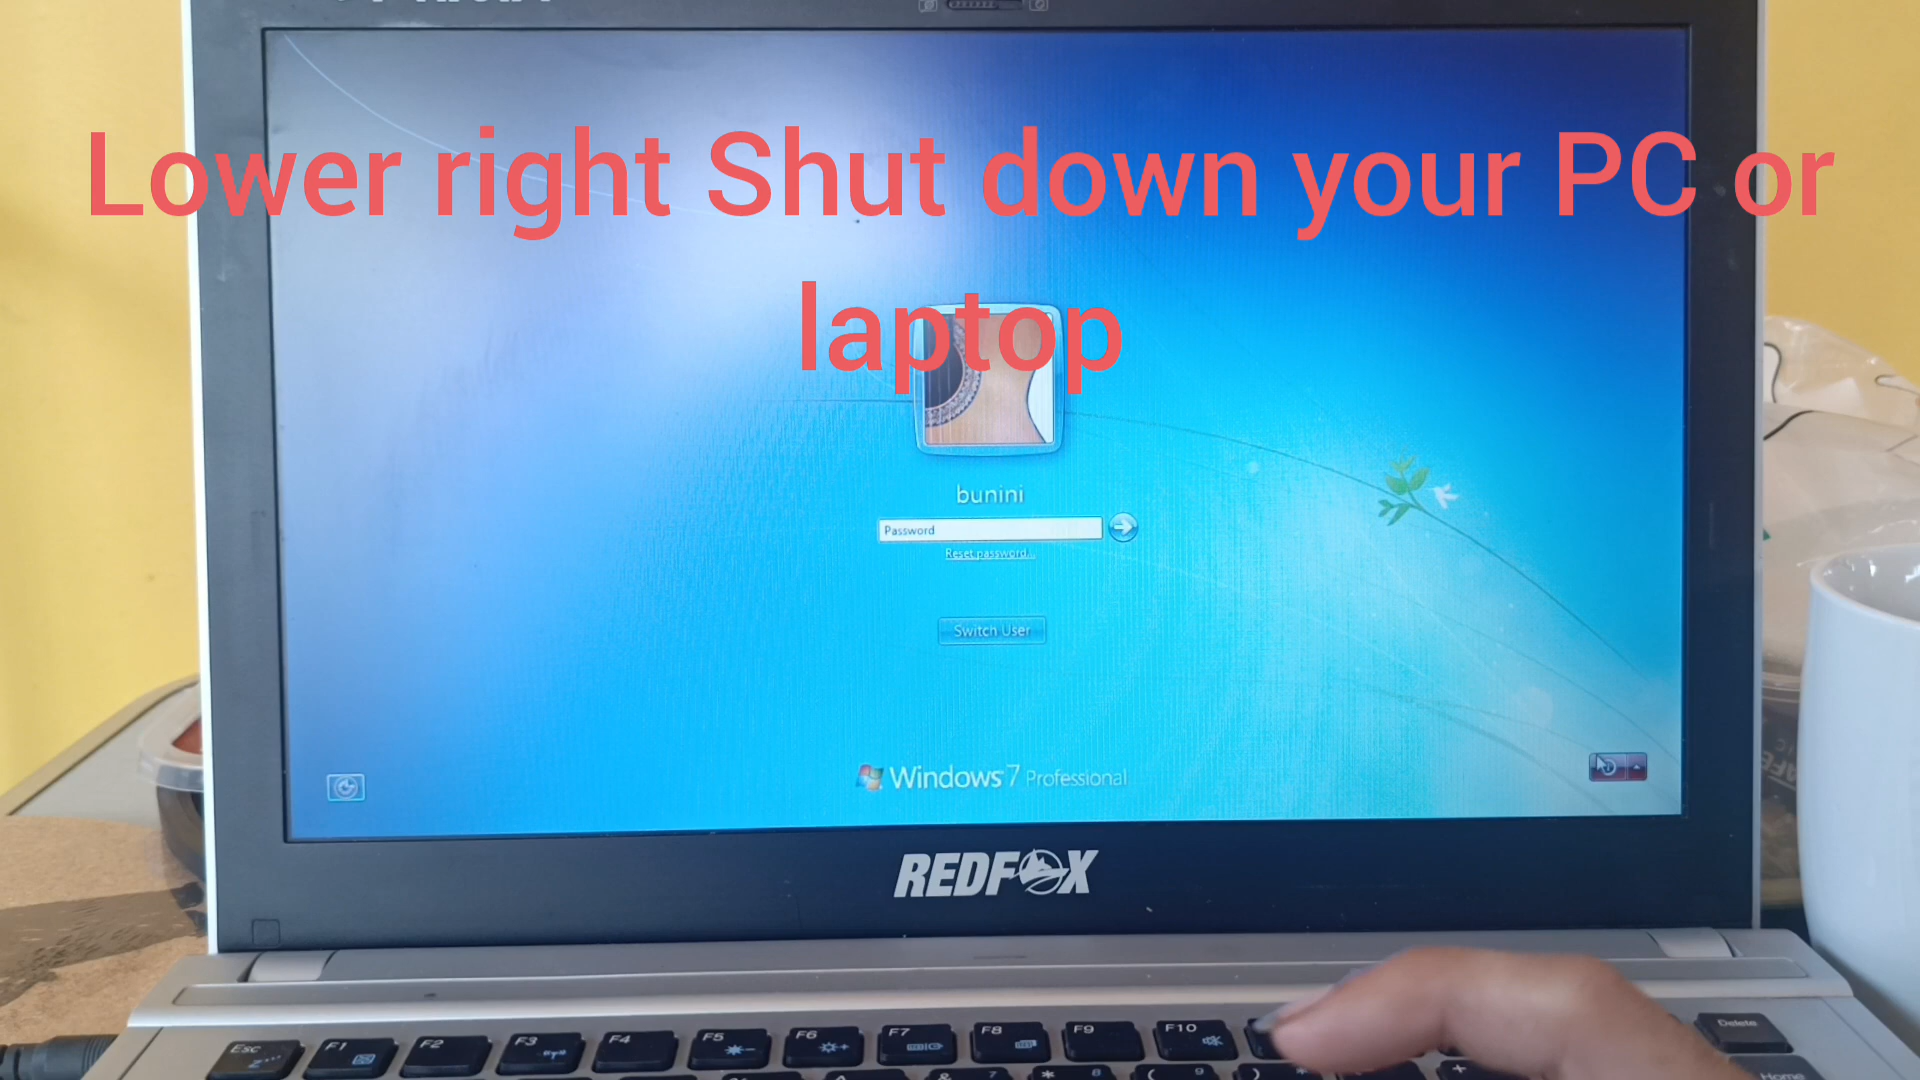 Lower right Shut down your PC or
laptop
bunini
Password
Reset password...
Switch User
Windows 7 Professional
REDFOX
Esc
F1
F2
F3
F4
F5
F6
F7
F8
F9
F10
Delete
Home